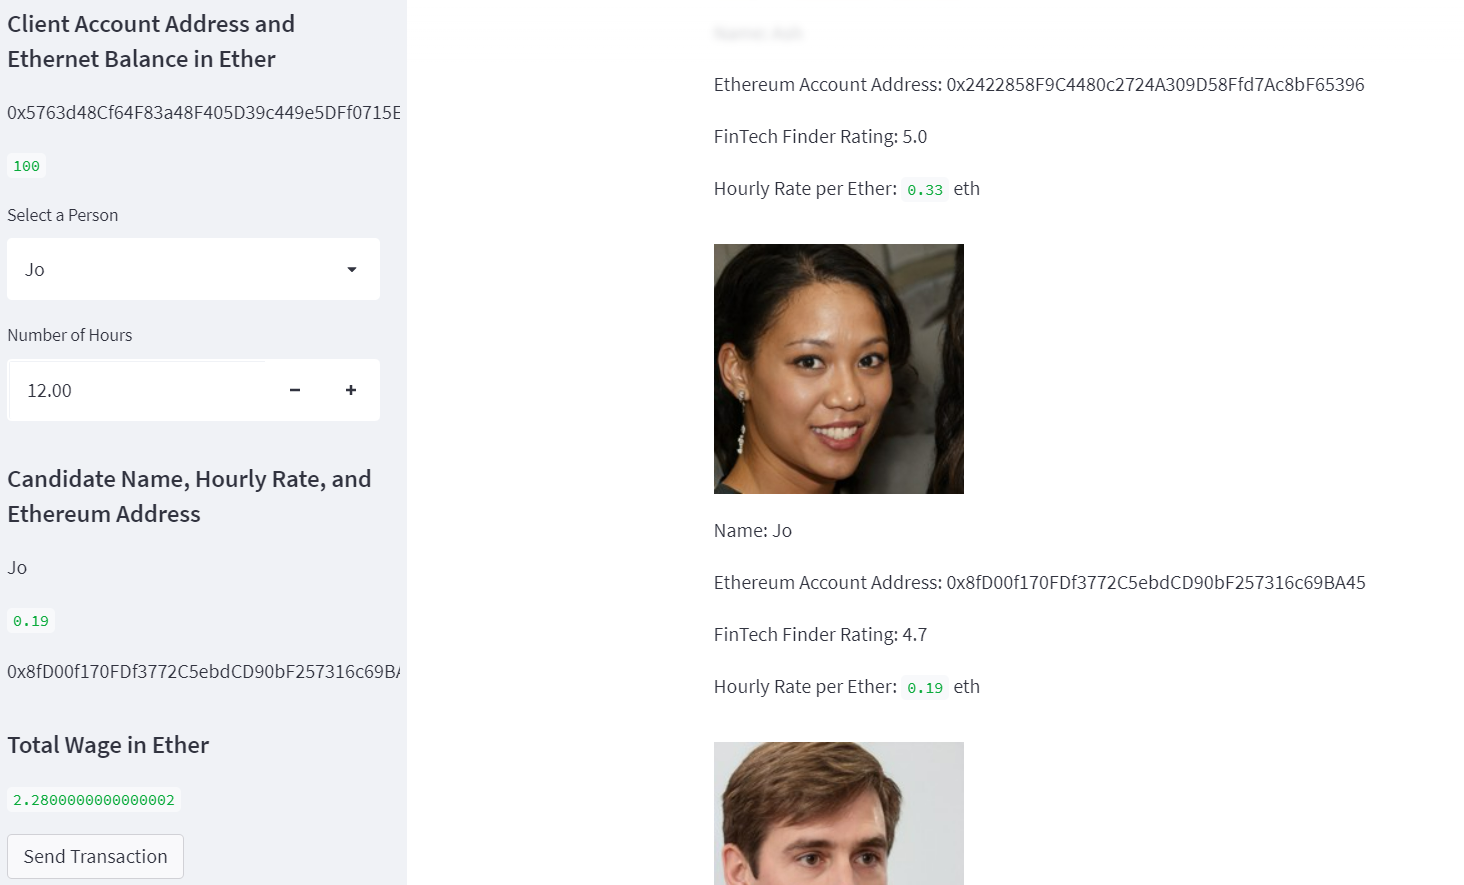 Client Account Address and
Ethernet Balance in Ether
0x5763d48Cf64F83a48F405D39c449e5DFf0715E
100
Select a Person
Jo
Number of Hours
12.00
Candidate Name, Hourly Rate, and
Ethereum Address
Jo
0.19
0x8fD00f170FDf3772C5ebdCD90bF257316c69BA
Total Wage in Ether
2.2800000000000002
Send Transaction
Ethereum Account Address: 0x2422858F9C4480c2724A309D58Ffd7Ac8bF65396
FinTech Finder Rating: 5.0
Hourly Rate per Ether: 0.33 eth
Name: Jo
Ethereum Account Address: 0x8fD00f170FDf3772C5ebdCD90bF257316c69BA45
FinTech Finder Rating: 4.7
Hourly Rate per Ether: 0.19 eth